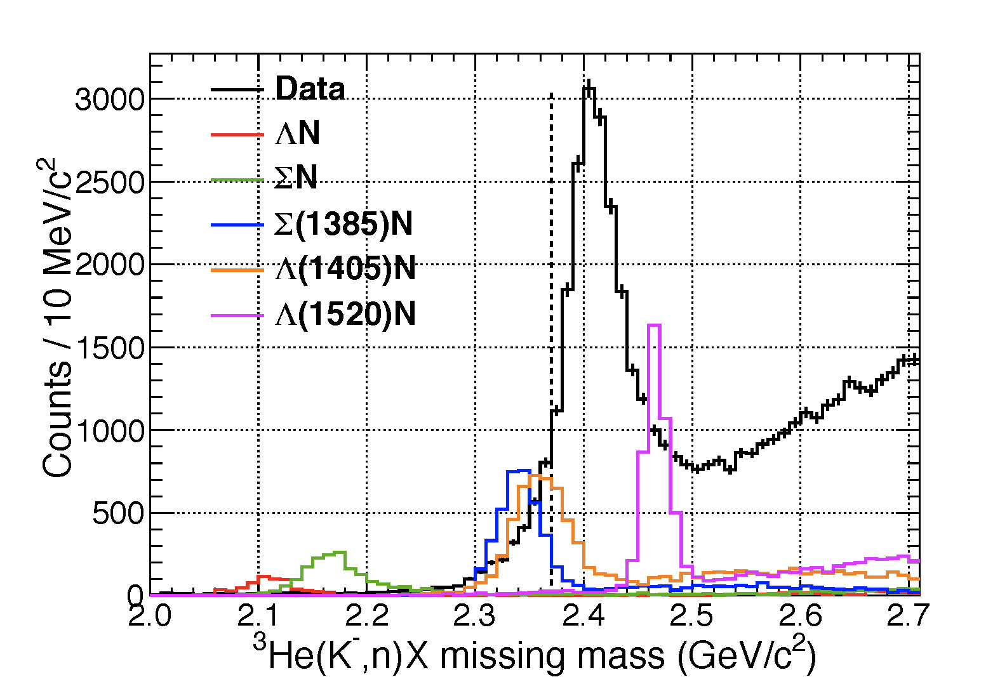 Data
ΛN
ΣN
Σ(1385)N
Λ(1405)N
Λ(1520)N
Counts / 10 MeV/c²
3000
2500
2000
1500
1000
500
0
2.0 2.1 2.2 2.3 2.4 2.5 2.6 2.7
³He(K⁻,n)X missing mass (GeV/c²)